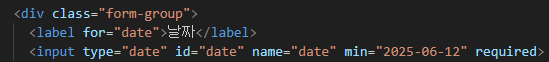 <div class="form-group">
<label for="date">날짜</label>
<input type="date" id="date" name="date" min="2025-06-12" required>